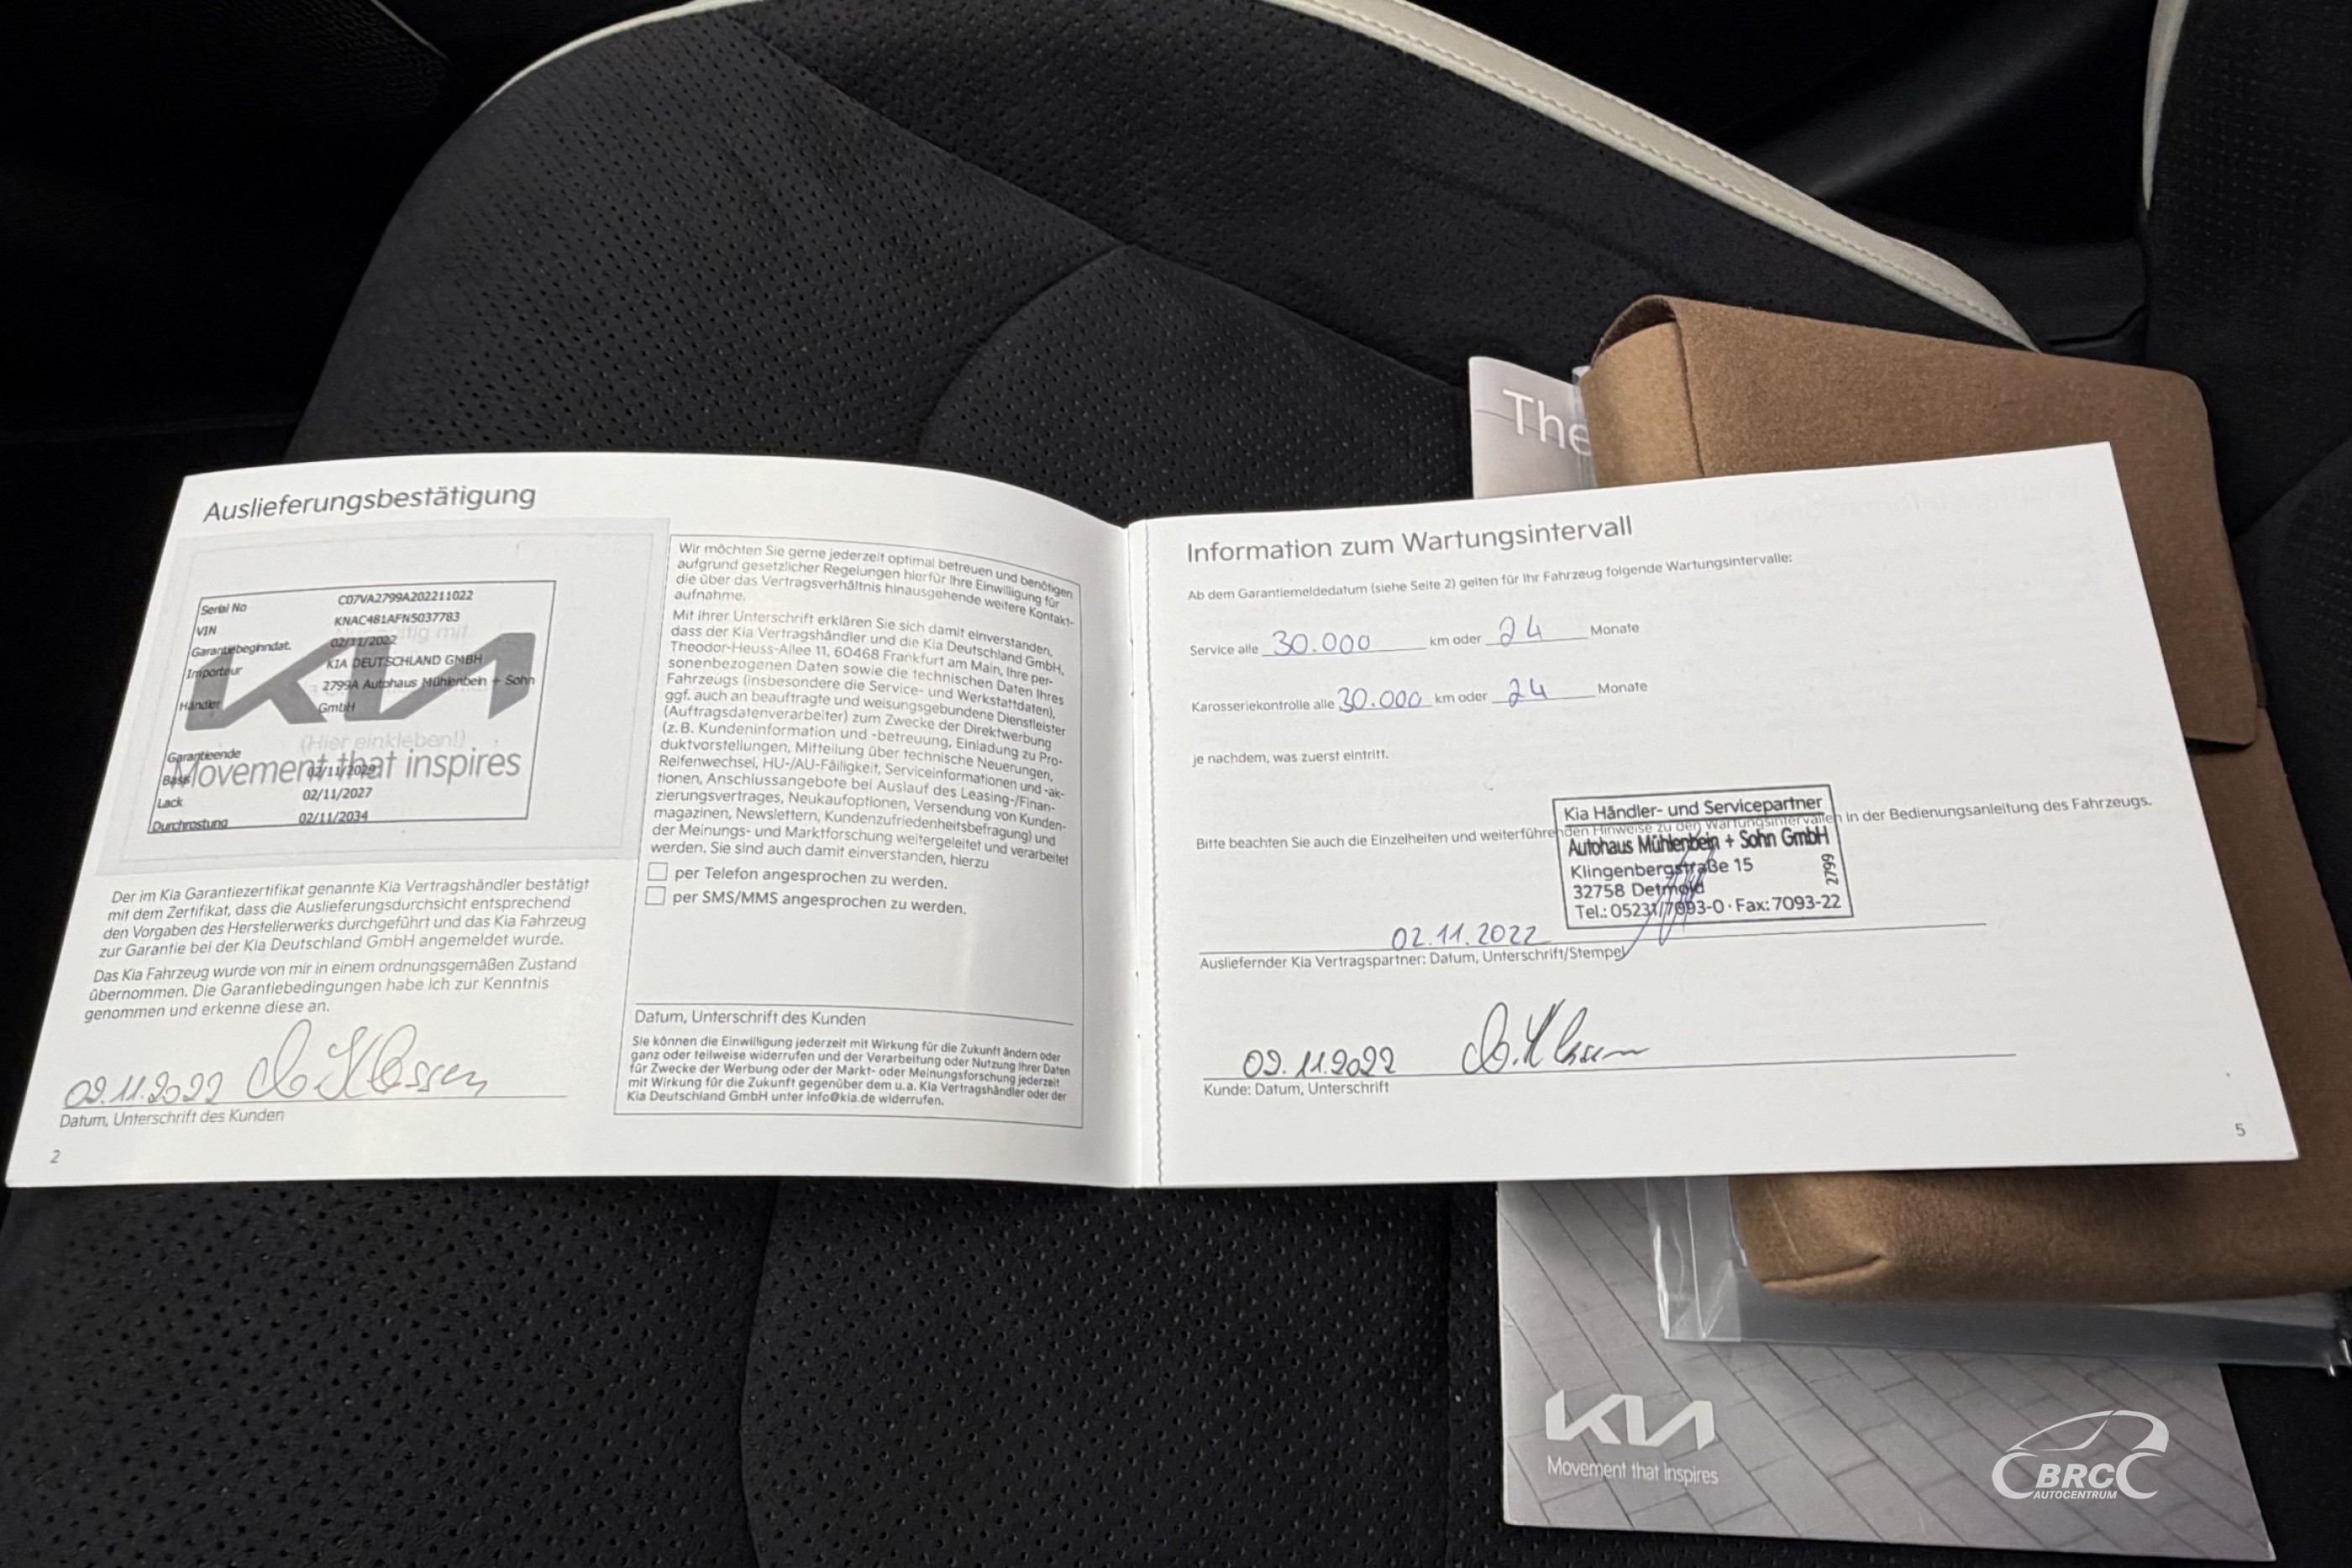 Auslieferungsbestätigung
Serial No C07VA2799A202211022
VIN KNAC481AFN5037783
Garantiebeginndat. 02/11/2022
Importeur KIA DEUTSCHLAND GMBH
Händler 2799A Autohaus Mühlenbein + Sohn
GmbH
(Hier einkleben!)
Garantieende
Basis 02/11/2029
Movement that inspires
Lack 02/11/2027
Durchrostung 02/11/2034
KIA
Der im Kia Garantiezertifikat genannte Kia Vertragshändler bestätigt
mit dem Zertifikat, dass die Auslieferungsdurchsicht entsprechend
den Vorgaben des Herstellerwerks durchgeführt und das Kia Fahrzeug
zur Garantie bei der Kia Deutschland GmbH angemeldet wurde.
Das Kia Fahrzeug wurde von mir in einem ordnungsgemäßen Zustand
übernommen. Die Garantiebedingungen habe ich zur Kenntnis
genommen und erkenne diese an.
02.11.2022
Datum, Unterschrift des Kunden
2
Wir möchten Sie gerne jederzeit optimal betreuen und benötigen
aufgrund gesetzlicher Regelungen hierfür Ihre Einwilligung für
die über das Vertragsverhältnis hinausgehende weitere Kontakt-
aufnahme.
Mit Ihrer Unterschrift erklären Sie sich damit einverstanden,
dass der Kia Vertragshändler und die Kia Deutschland GmbH,
Theodor-Heuss-Allee 11, 60468 Frankfurt am Main, Ihre per-
sonenbezogenen Daten sowie die technischen Daten Ihres
Fahrzeugs (insbesondere die Service- und Werkstattdaten),
ggf. auch an beauftragte und weisungsgebundene Dienstleister
(Auftragsdatenverarbeiter) zum Zwecke der Direktwerbung
(z.B. Kundeninformation und -betreuung, Einladung zu Pro-
duktvorstellungen, Mitteilung über technische Neuerungen,
Reifenwechsel, HU-/AU-Fälligkeit, Serviceinformationen und -ak-
tionen, Anschlussangebote bei Auslauf des Leasing-/Finan-
zierungsvertrages, Neukaufoptionen, Versendung von Kunden-
magazinen, Newslettern, Kundenzufriedenheitsbefragung) und
der Meinungs- und Marktforschung weitergeleitet und verarbeitet
werden. Sie sind auch damit einverstanden, hierzu
per Telefon angesprochen zu werden.
per SMS/MMS angesprochen zu werden.
Datum, Unterschrift des Kunden
Sie können die Einwilligung jederzeit mit Wirkung für die Zukunft ändern oder
ganz oder teilweise widerrufen und der Verarbeitung oder Nutzung Ihrer Daten
für Zwecke der Werbung oder der Markt- oder Meinungsforschung jederzeit
mit Wirkung für die Zukunft gegenüber dem u.a. Kia Vertragshändler oder der
Kia Deutschland GmbH unter info@kia.de widerrufen.
The
Information zum Wartungsintervall
Ab dem Garantiemeldedatum (siehe Seite 2) gelten für Ihr Fahrzeug folgende Wartungsintervalle:
Service alle 30.000 km oder 24 Monate
Karosseriekontrolle alle 30.000 km oder 24 Monate
je nachdem, was zuerst eintritt.
Bitte beachten Sie auch die Einzelheiten und weiterführenden Hinweise zu den Wartungsintervallen in der Bedienungsanleitung des Fahrzeugs.
Kia Händler- und Servicepartner
Autohaus Mühlenbein + Sohn GmbH
Klingenbergstraße 15
32758 Detmold
Tel.: 05231/7093-0 · Fax: 7093-22
2799
02.11.2022
Ausliefernder Kia Vertragspartner: Datum, Unterschrift/Stempel
02.11.2022
Kunde: Datum, Unterschrift
5
KIA
Movement that inspires
BRC
AUTOCENTRUM